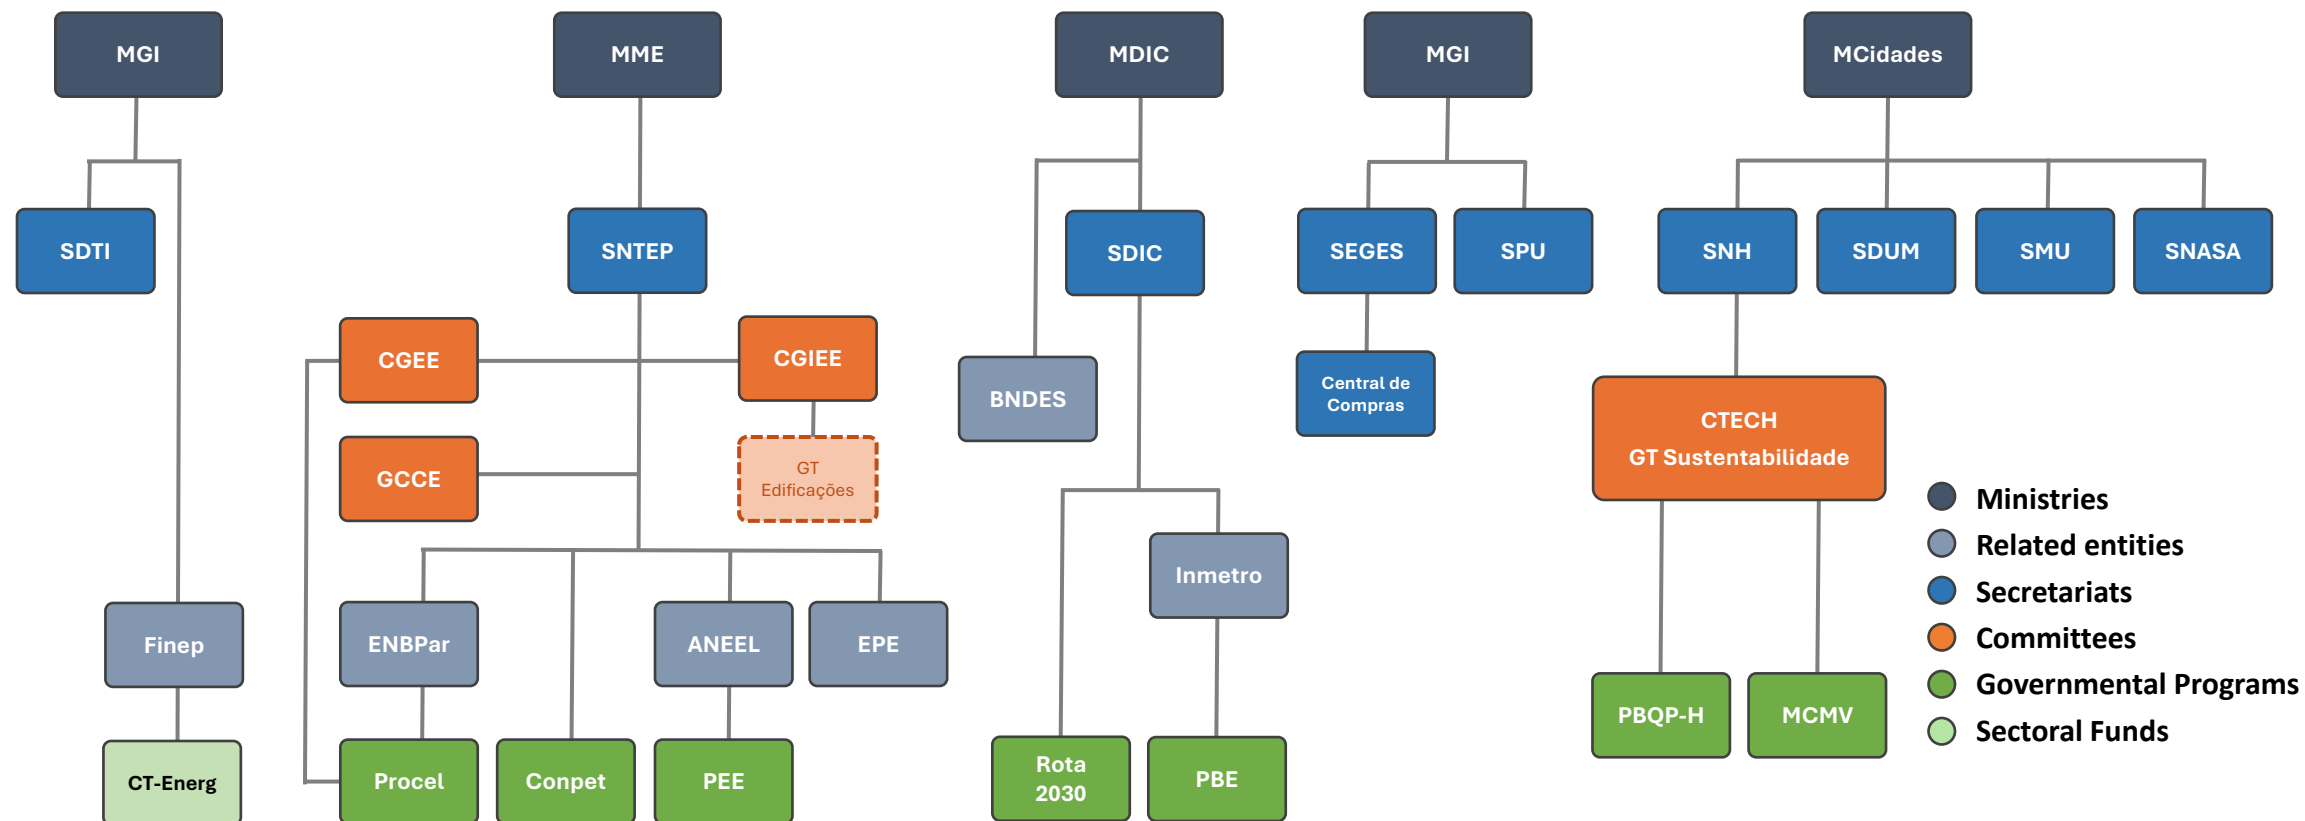 MGI
MME
MDIC
MGI
MCidades
SDTI
SNTEP
SDIC
SEGES
SPU
SNH
SDUM
SMU
SNASA
CGEE
CGIEE
BNDES
Central de
Compras
CTECH
GT Sustentabilidade
GCCE
GT
Edificações
Inmetro
Finep
ENBPar
ANEEL
EPE
PBQP-H
MCMV
CT-Energ
Procel
Conpet
PEE
Rota
2030
PBE
Ministries
Related entities
Secretariats
Committees
Governmental Programs
Sectoral Funds